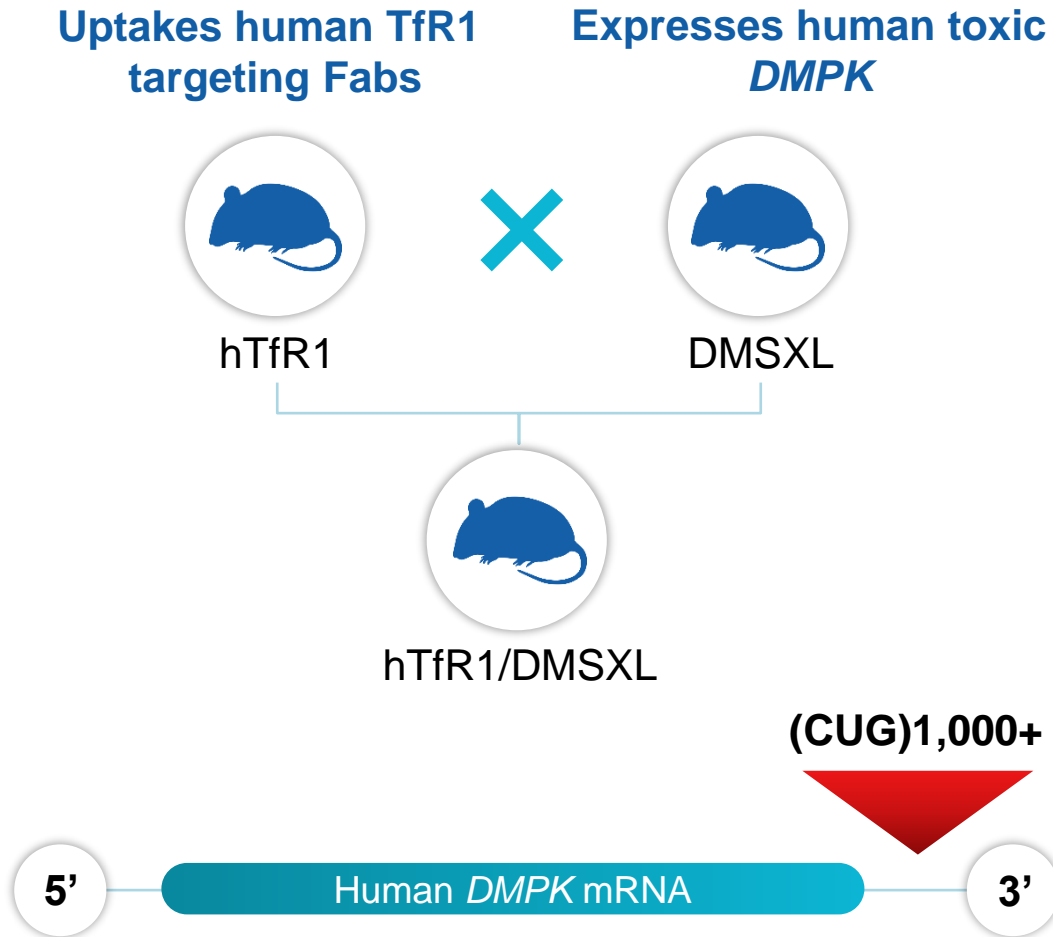 Uptakes human TfR1
targeting Fabs
Expresses human toxic
DMPK
hTfR1
DMSXL
hTfR1/DMSXL
(CUG)1,000+
5’
Human DMPK mRNA
3’